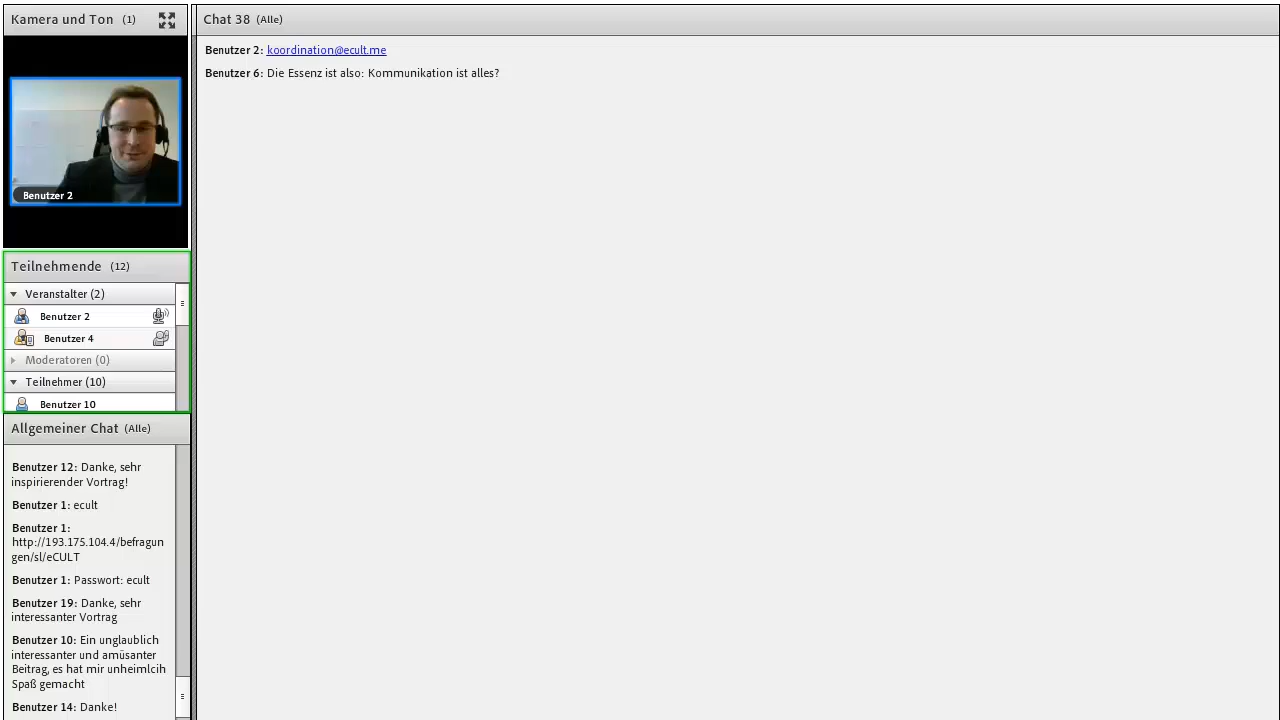 Kamera und Ton (1)
Benutzer 2
Teilnehmende (12)
Veranstalter (2)
Benutzer 2
Benutzer 4
Moderatoren (0)
Teilnehmer (10)
Benutzer 10
Allgemeiner Chat (Alle)
Benutzer 12: Danke, sehr
inspirierender Vortrag!
Benutzer 1: ecult
Benutzer 1:
http://193.175.104.4/befragun
gen/sl/eCULT
Benutzer 1: Passwort: ecult
Benutzer 19: Danke, sehr
interessanter Vortrag
Benutzer 10: Ein unglaublich
interessanter und amüsanter
Beitrag, es hat mir unheimlcih
Spaß gemacht
Benutzer 14: Danke!
Chat 38 (Alle)
Benutzer 2: koordination@ecult.me
Benutzer 6: Die Essenz ist also: Kommunikation ist alles?